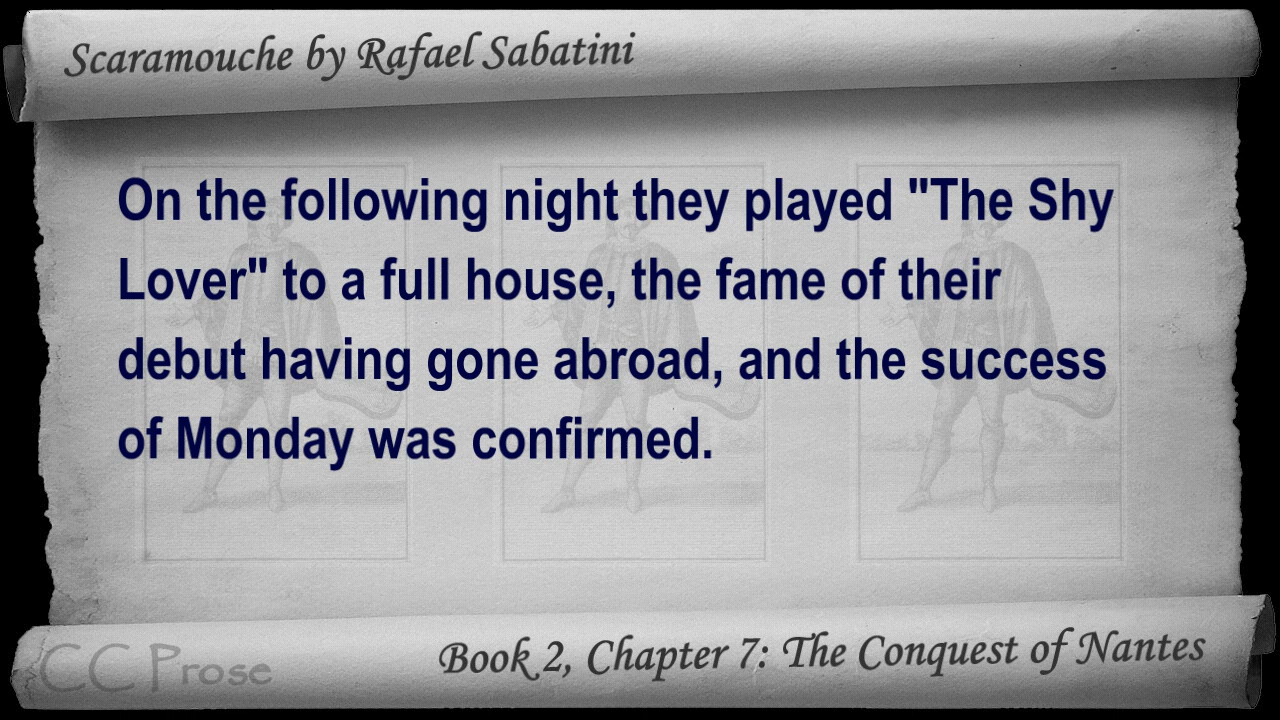 Scaramouche by Rafael Sabatini
On the following night they played "The Shy
Lover" to a full house, the fame of their
debut having gone abroad, and the success
of Monday was confirmed.
Book 2, Chapter 7: The Conquest of Nantes
CC Prose